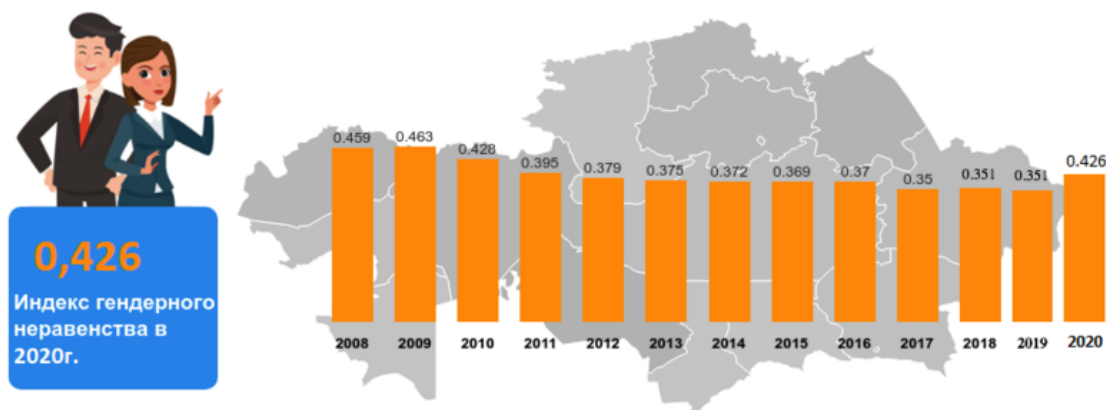 0,426
Индекс гендерного
неравенства в
2020г.
0.459 0.463 0.428 0.395 0.379 0.375 0.372 0.369 0.37 0.35 0.351 0.351 0.426
2008 2009 2010 2011 2012 2013 2014 2015 2016 2017 2018 2019 2020